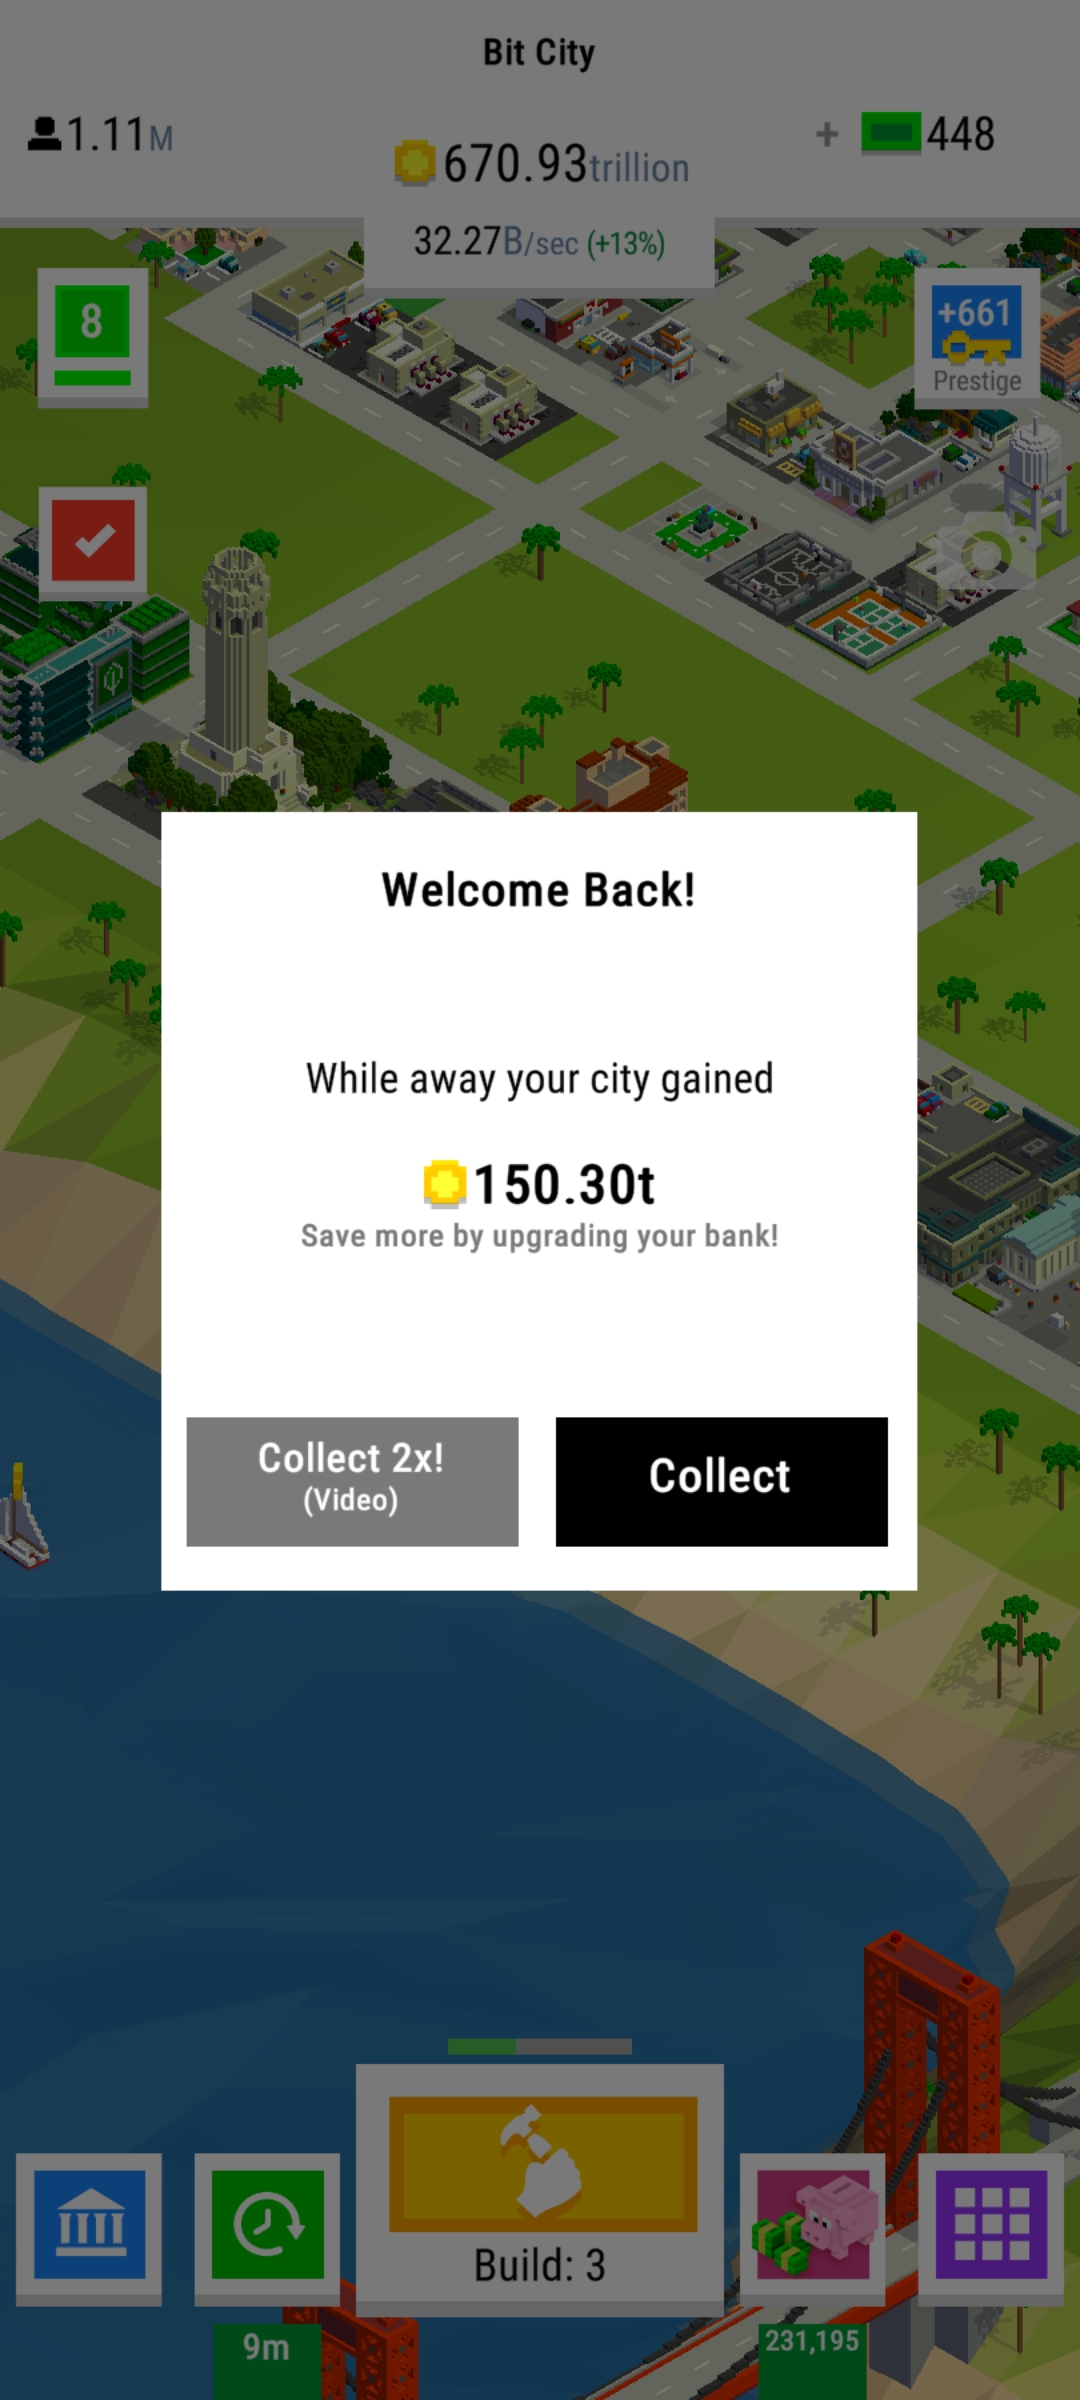 Bit City
1.11M
670.93trillion
+ 448
32.27B/sec (+13%)
8
+661
Prestige
Welcome Back!
While away your city gained
150.30t
Save more by upgrading your bank!
Collect 2x!
(Video)
Collect
Build: 3
9m
231,195